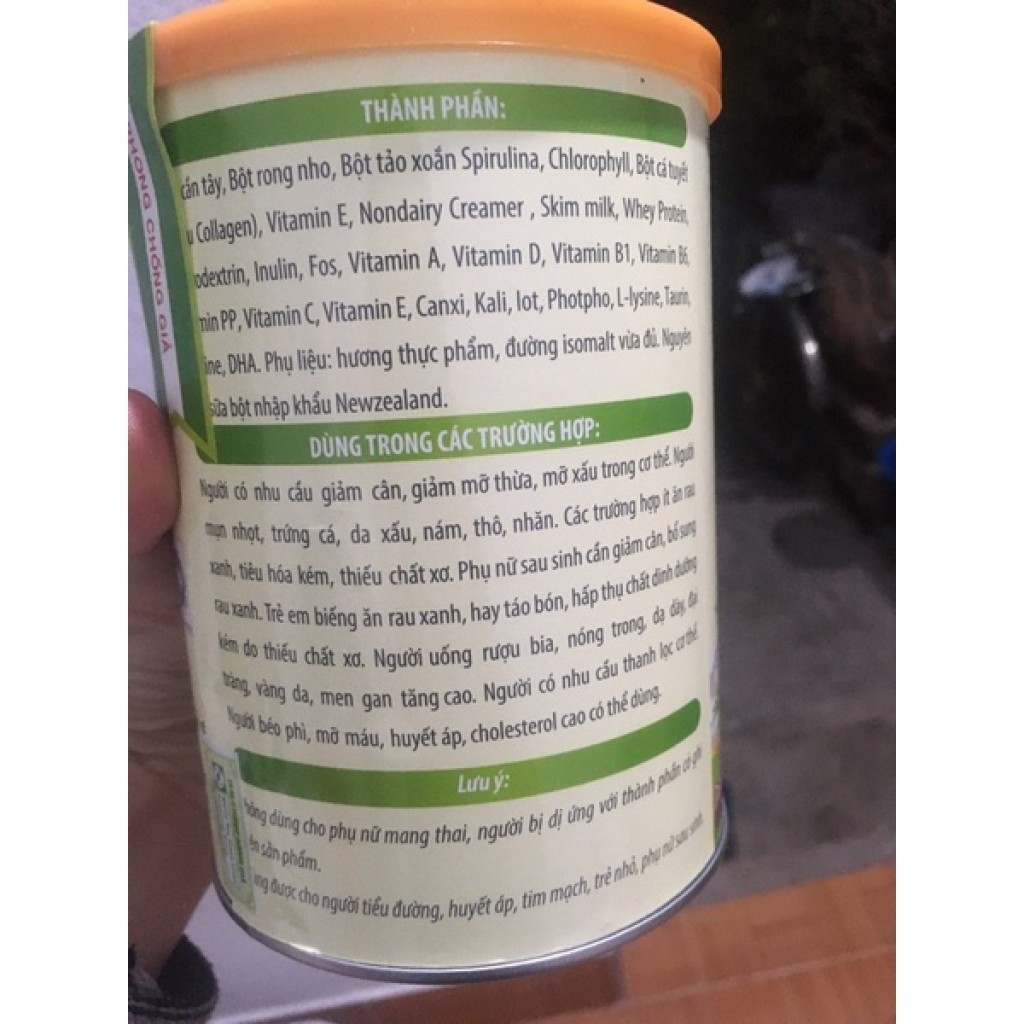 PHÒNG CHỐNG GIẢ
THÀNH PHẦN:
cần tây, Bột rong nho, Bột tảo xoắn Spirulina, Chlorophyll, Bột cá tuyết
u Collagen), Vitamin E, Nondairy Creamer , Skim milk, Whey Protein,
odextrin, Inulin, Fos, Vitamin A, Vitamin D, Vitamin B1, Vitamin B6,
min PP, Vitamin C, Vitamin E, Canxi, Kali, Iot, Photpho, L-lysine, Taurin,
ine, DHA. Phụ liệu: hương thực phẩm, đường isomalt vừa đủ. Nguyên
sữa bột nhập khẩu Newzealand.
DÙNG TRONG CÁC TRƯỜNG HỢP:
Người có nhu cầu giảm cân, giảm mỡ thừa, mỡ xấu trong cơ thể. Người
mụn nhọt, trứng cá, da xấu, nám, thô, nhăn. Các trường hợp ít ăn rau
xanh, tiêu hóa kém, thiếu chất xơ. Phụ nữ sau sinh cần giảm cân, bổ sung
rau xanh. Trẻ em biếng ăn rau xanh, hay táo bón, hấp thụ chất dinh dưỡng
kém do thiếu chất xơ. Người uống rượu bia, nóng trong, dạ dày, đại
tràng, vàng da, men gan tăng cao. Người có nhu cầu thanh lọc cơ thể.
Người béo phì, mỡ máu, huyết áp, cholesterol cao có thể dùng.
Lưu ý:
hông dùng cho phụ nữ mang thai, người bị dị ứng với thành phần có ghi
ên sản phẩm.
ung được cho người tiểu đường, huyết áp, tim mạch, trẻ nhỏ, phụ nữ sau sinh.